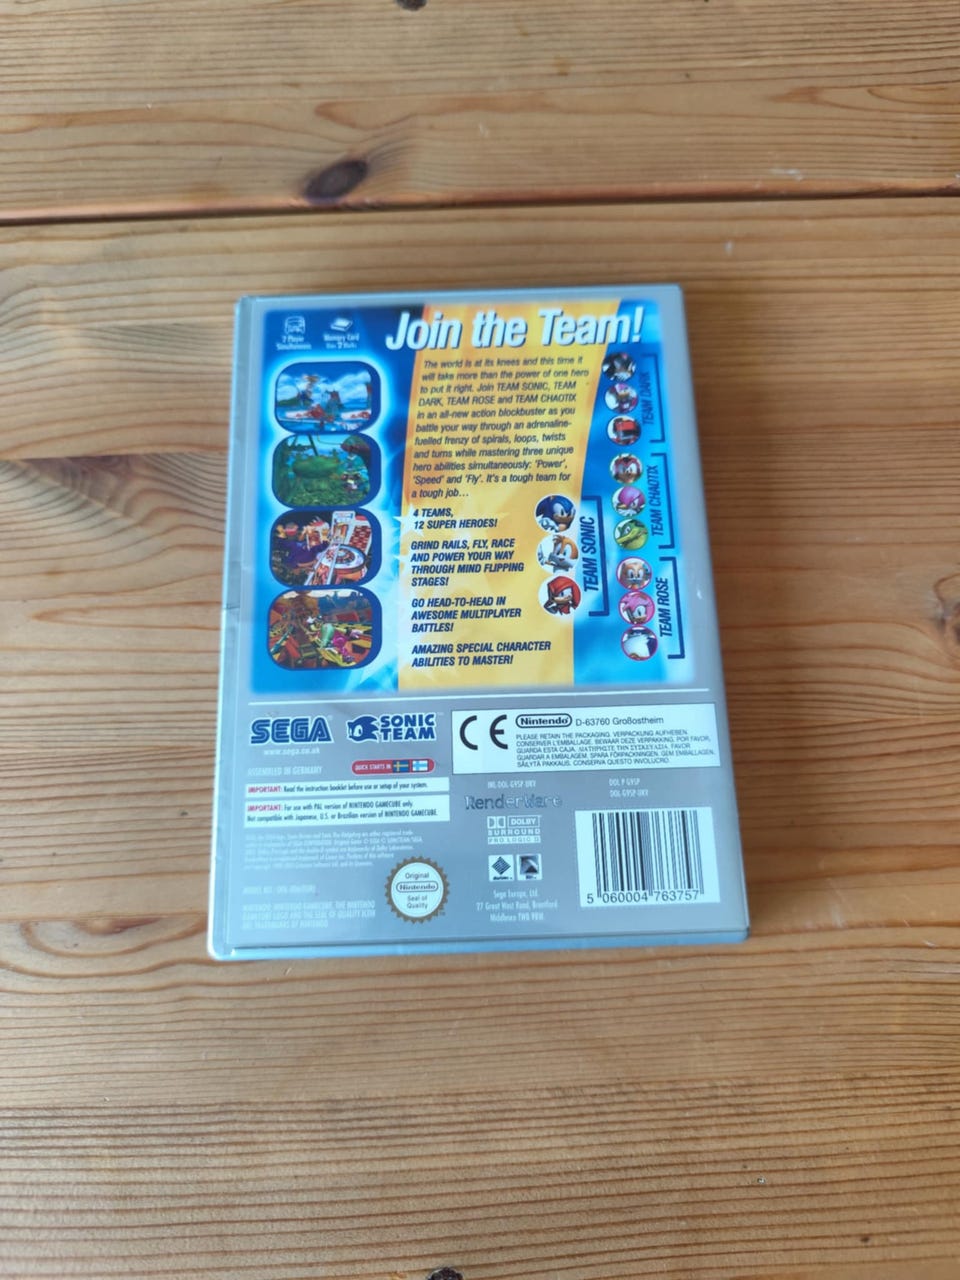 2 Player
Simultaneous
Memory Card
Join the Team!
The world is at its knees and this time it
will take more than the power of one hero
to put it right. Join TEAM SONIC, TEAM
DARK, TEAM ROSE and TEAM CHAOTIX
in an all-new action blockbuster as you
battle your way through an adrenaline-
fuelled frenzy of spirals, loops, twists
and turns while mastering three unique
hero abilities simultaneously: 'Power',
'Speed' and 'Fly'. It's a tough team for
a tough job...
4 TEAMS,
12 SUPER HEROES!
GRIND RAILS, FLY, RACE
AND POWER YOUR WAY
THROUGH MIND FLIPPING
STAGES!
GO HEAD-TO-HEAD IN
AWESOME MULTIPLAYER
BATTLES!
AMAZING SPECIAL CHARACTER
ABILITIES TO MASTER!
TEAM DARK
TEAM CHAOTIX
TEAM SONIC
TEAM ROSE
SEGA
www.sega.co.uk
SONIC
TEAM
CE
Nintendo D-63760 Großostheim
PLEASE RETAIN THE PACKAGING. VERPACKUNG AUFHEBEN.
CONSERVER L'EMBALLAGE. BEWAAR DEZE VERPAKKING. POR FAVOR,
GUARDA ESTA CAJA. ΔΙΑΤΗΡΗΣΤΕ ΤΗΝ ΣΥΣΚΕΥΑΣΙΑ. FAVOR
GUARDAR A EMBALAGEM. SPARA FÖRPACKNINGEN. GEM EMBALLAGEN.
SÄILYTÄ PAKKAUS. CONSERVA QUESTO INVOLUCRO.
ASSEMBLED IN GERMANY
QUICK STARTS IN
IMPORTANT: Read the instruction booklet before use or setup of your system.
IMPORTANT: For use with PAL version of NINTENDO GAMECUBE only.
Not compatible with Japanese, U.S. or Brazilian version of NINTENDO GAMECUBE.
INL-DOL-G9SP-UKV
DOL P G9SP
DOL-G9SP-UKV
RenderWare
DOLBY
SURROUND
PRO LOGIC II
Original
Nintendo
Seal of
Quality
Sega Europe, Ltd.
27 Great West Road, Brentford
Middlesex TW8 9BW
5 060004 763757